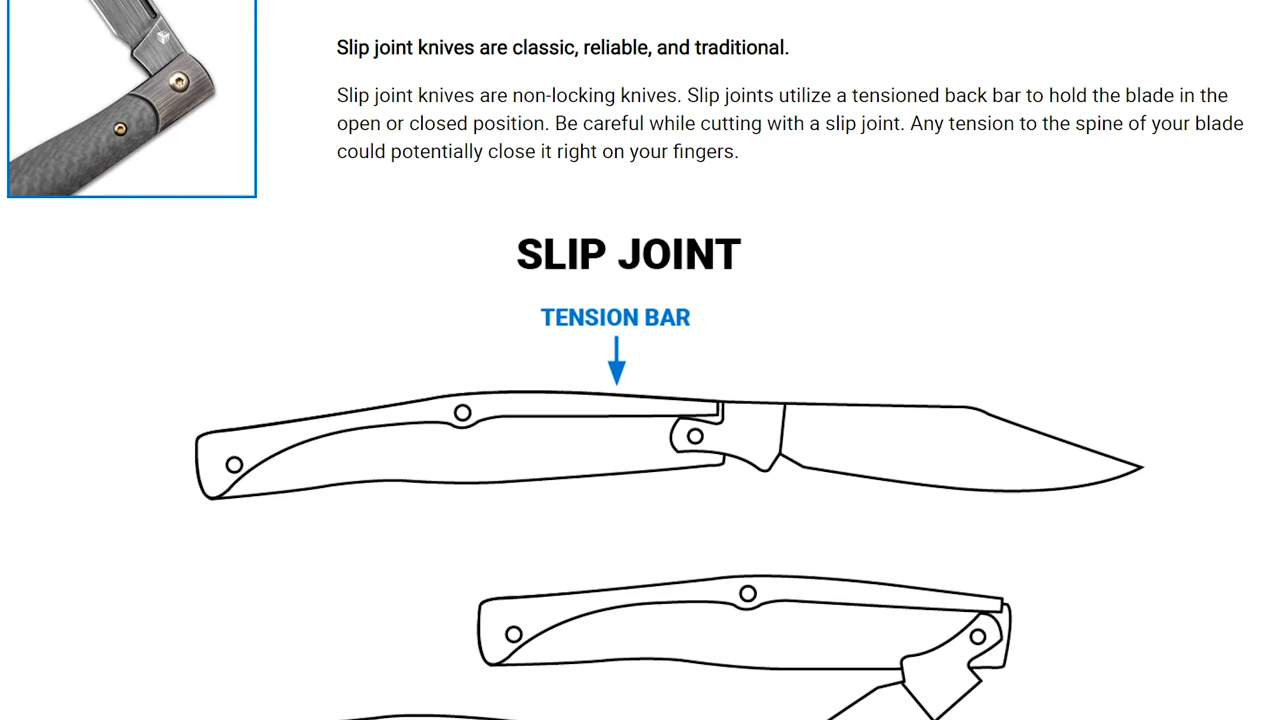 Slip joint knives are classic, reliable, and traditional.
Slip joint knives are non-locking knives. Slip joints utilize a tensioned back bar to hold the blade in the
open or closed position. Be careful while cutting with a slip joint. Any tension to the spine of your blade
could potentially close it right on your fingers.
SLIP JOINT
TENSION BAR